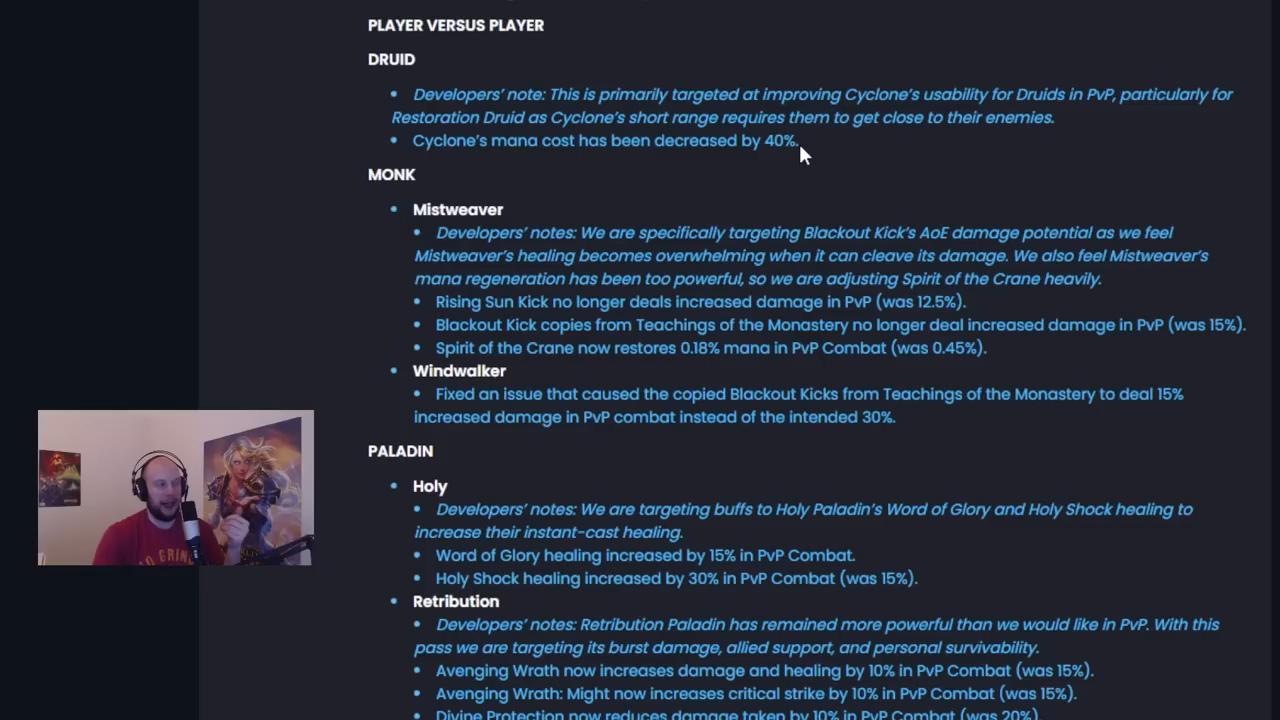 PLAYER VERSUS PLAYER
DRUID
• Developers' note: This is primarily targeted at improving Cyclone's usability for Druids in PvP, particularly for
Restoration Druid as Cyclone's short range requires them to get close to their enemies.
• Cyclone's mana cost has been decreased by 40%.
MONK
• Mistweaver
• Developers' notes: We are specifically targeting Blackout Kick's AoE damage potential as we feel
Mistweaver's healing becomes overwhelming when it can cleave its damage. We also feel Mistweaver's
mana regeneration has been too powerful, so we are adjusting Spirit of the Crane heavily.
• Rising Sun Kick no longer deals increased damage in PvP (was 12.5%).
• Blackout Kick copies from Teachings of the Monastery no longer deal increased damage in PvP (was 15%).
• Spirit of the Crane now restores 0.18% mana in PvP Combat (was 0.45%).
• Windwalker
• Fixed an issue that caused the copied Blackout Kicks from Teachings of the Monastery to deal 15%
increased damage in PvP combat instead of the intended 30%.
PALADIN
• Holy
• Developers' notes: We are targeting buffs to Holy Paladin's Word of Glory and Holy Shock healing to
increase their instant-cast healing.
• Word of Glory healing increased by 15% in PvP Combat.
• Holy Shock healing increased by 30% in PvP Combat (was 15%).
• Retribution
• Developers' notes: Retribution Paladin has remained more powerful than we would like in PvP. With this
pass we are targeting its burst damage, allied support, and personal survivability.
• Avenging Wrath now increases damage and healing by 10% in PvP Combat (was 15%).
• Avenging Wrath: Might now increases critical strike by 10% in PvP Combat (was 15%).
• Divine Protection now reduces damage taken by 10% in PvP Combat (was 20%).